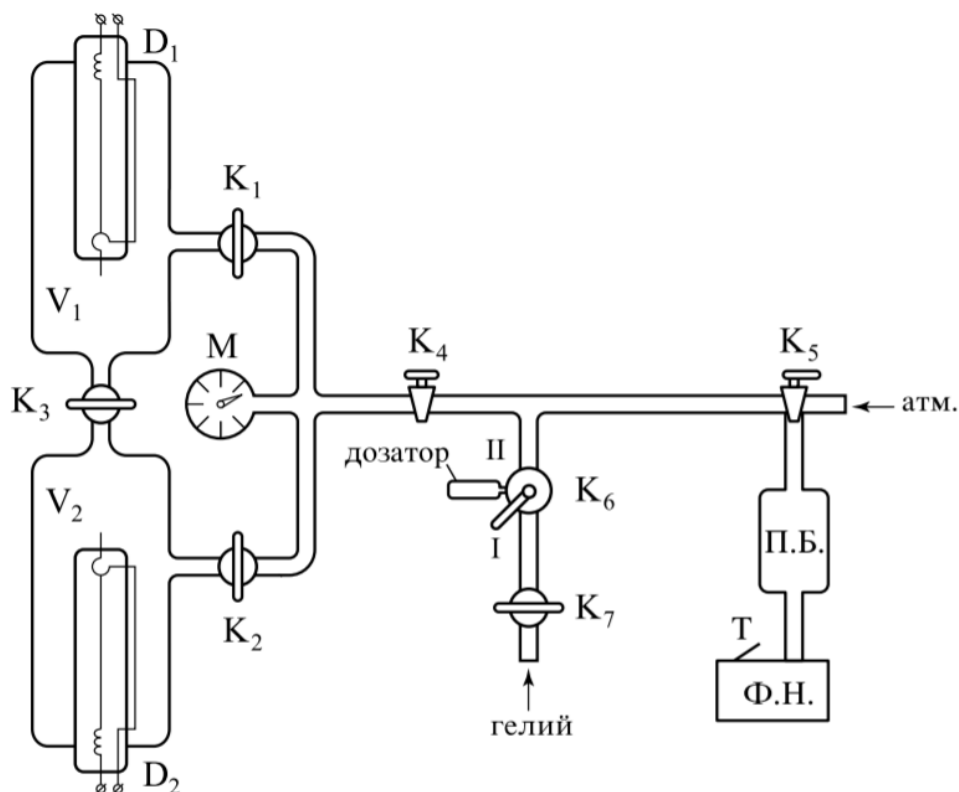 D₁
K₁
V₁
M
K₄
K₅
K₃
атм.
дозатор
II
K₆
V₂
I
П.Б.
K₇
K₂
T
Ф.Н.
гелий
D₂